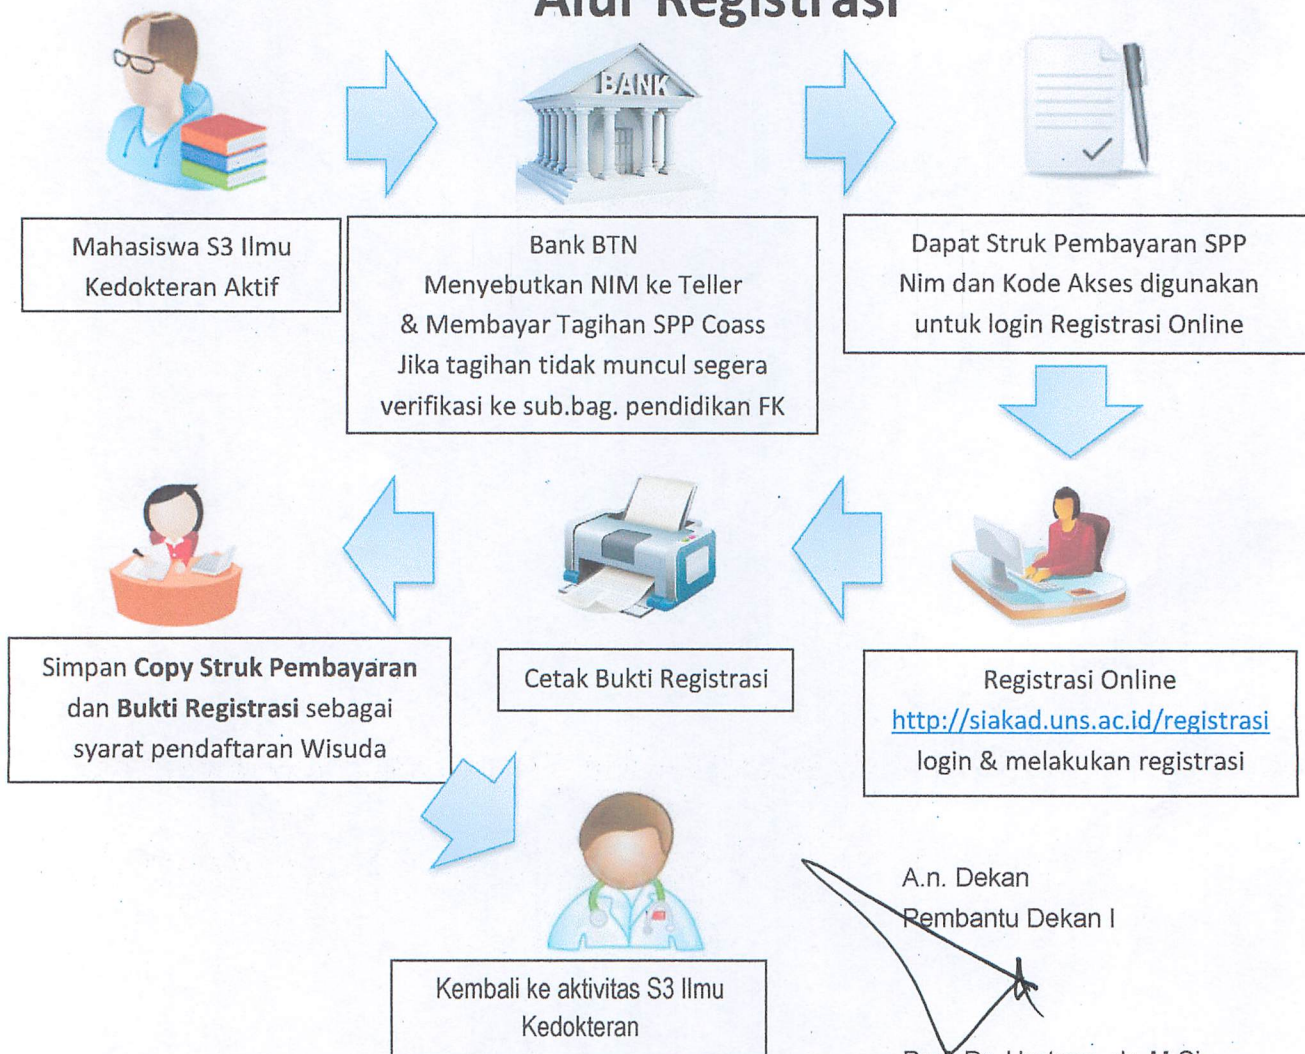 Alur Registrasi
BANK
Mahasiswa S3 Ilmu
Kedokteran Aktif
Bank BTN
Menyebutkan NIM ke Teller
& Membayar Tagihan SPP Coass
Jika tagihan tidak muncul segera
verifikasi ke sub.bag. pendidikan FK
Dapat Struk Pembayaran SPP
Nim dan Kode Akses digunakan
untuk login Registrasi Online
Simpan Copy Struk Pembayaran
dan Bukti Registrasi sebagai
syarat pendaftaran Wisuda
Cetak Bukti Registrasi
Registrasi Online
http://siakad.uns.ac.id/registrasi
login & melakukan registrasi
Kembali ke aktivitas S3 Ilmu
Kedokteran
A.n. Dekan
Pembantu Dekan I